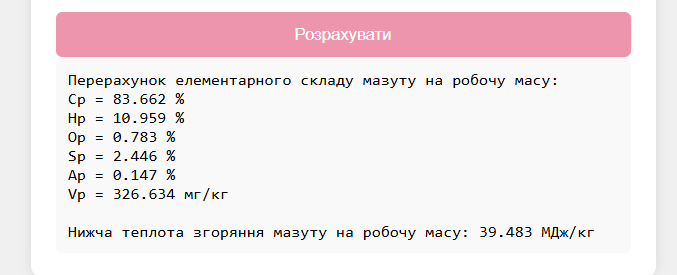 Розрахувати
Перерахунок елементарного складу мазуту на робочу масу:
Cp = 83.662 %
Hp = 10.959 %
Op = 0.783 %
Sp = 2.446 %
Ap = 0.147 %
Vp = 326.634 мг/кг
Нижча теплота згоряння мазуту на робочу масу: 39.483 МДж/кг